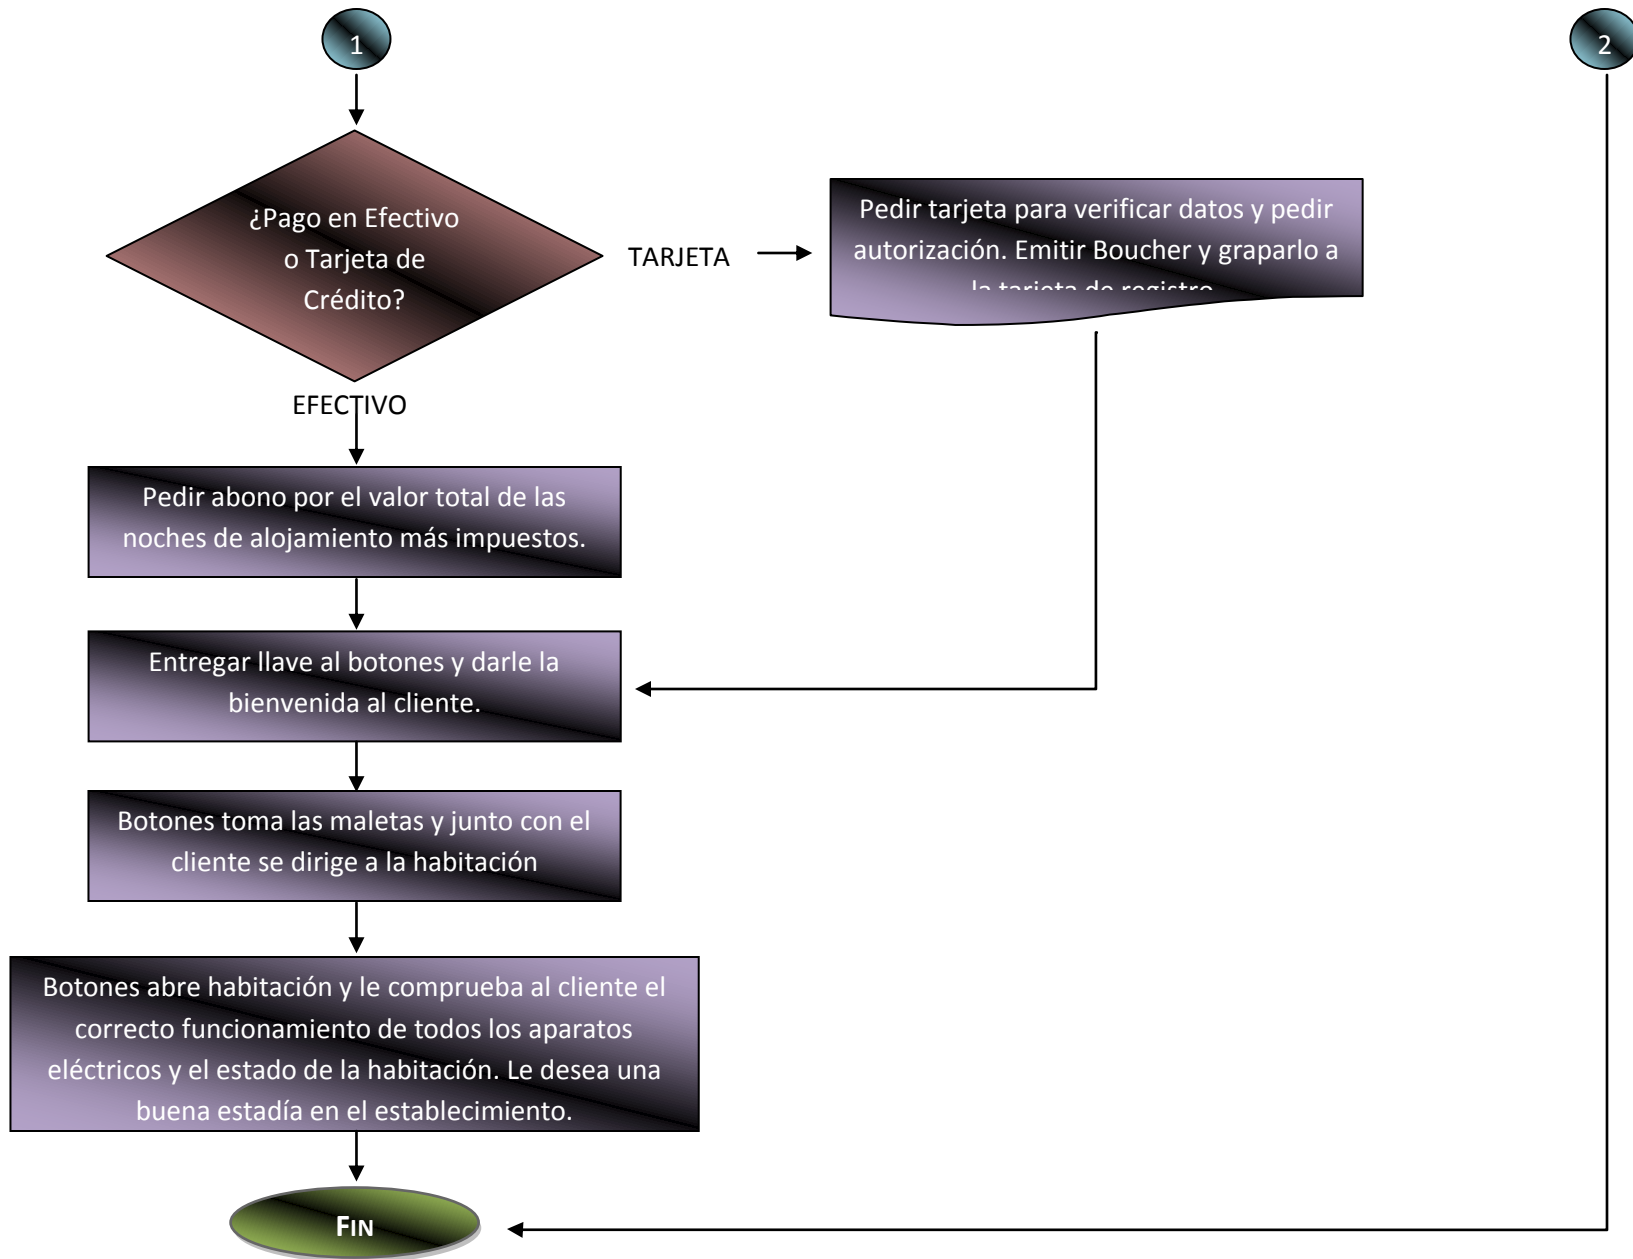 1
2
¿Pago en Efectivo
o Tarjeta de
Crédito?
TARJETA
Pedir tarjeta para verificar datos y pedir
autorización. Emitir Boucher y graparlo a
la tarjeta de registro
EFECTIVO
Pedir abono por el valor total de las
noches de alojamiento más impuestos.
Entregar llave al botones y darle la
bienvenida al cliente.
Botones toma las maletas y junto con el
cliente se dirige a la habitación
Botones abre habitación y le comprueba al cliente el
correcto funcionamiento de todos los aparatos
eléctricos y el estado de la habitación. Le desea una
buena estadía en el establecimiento.
FIN